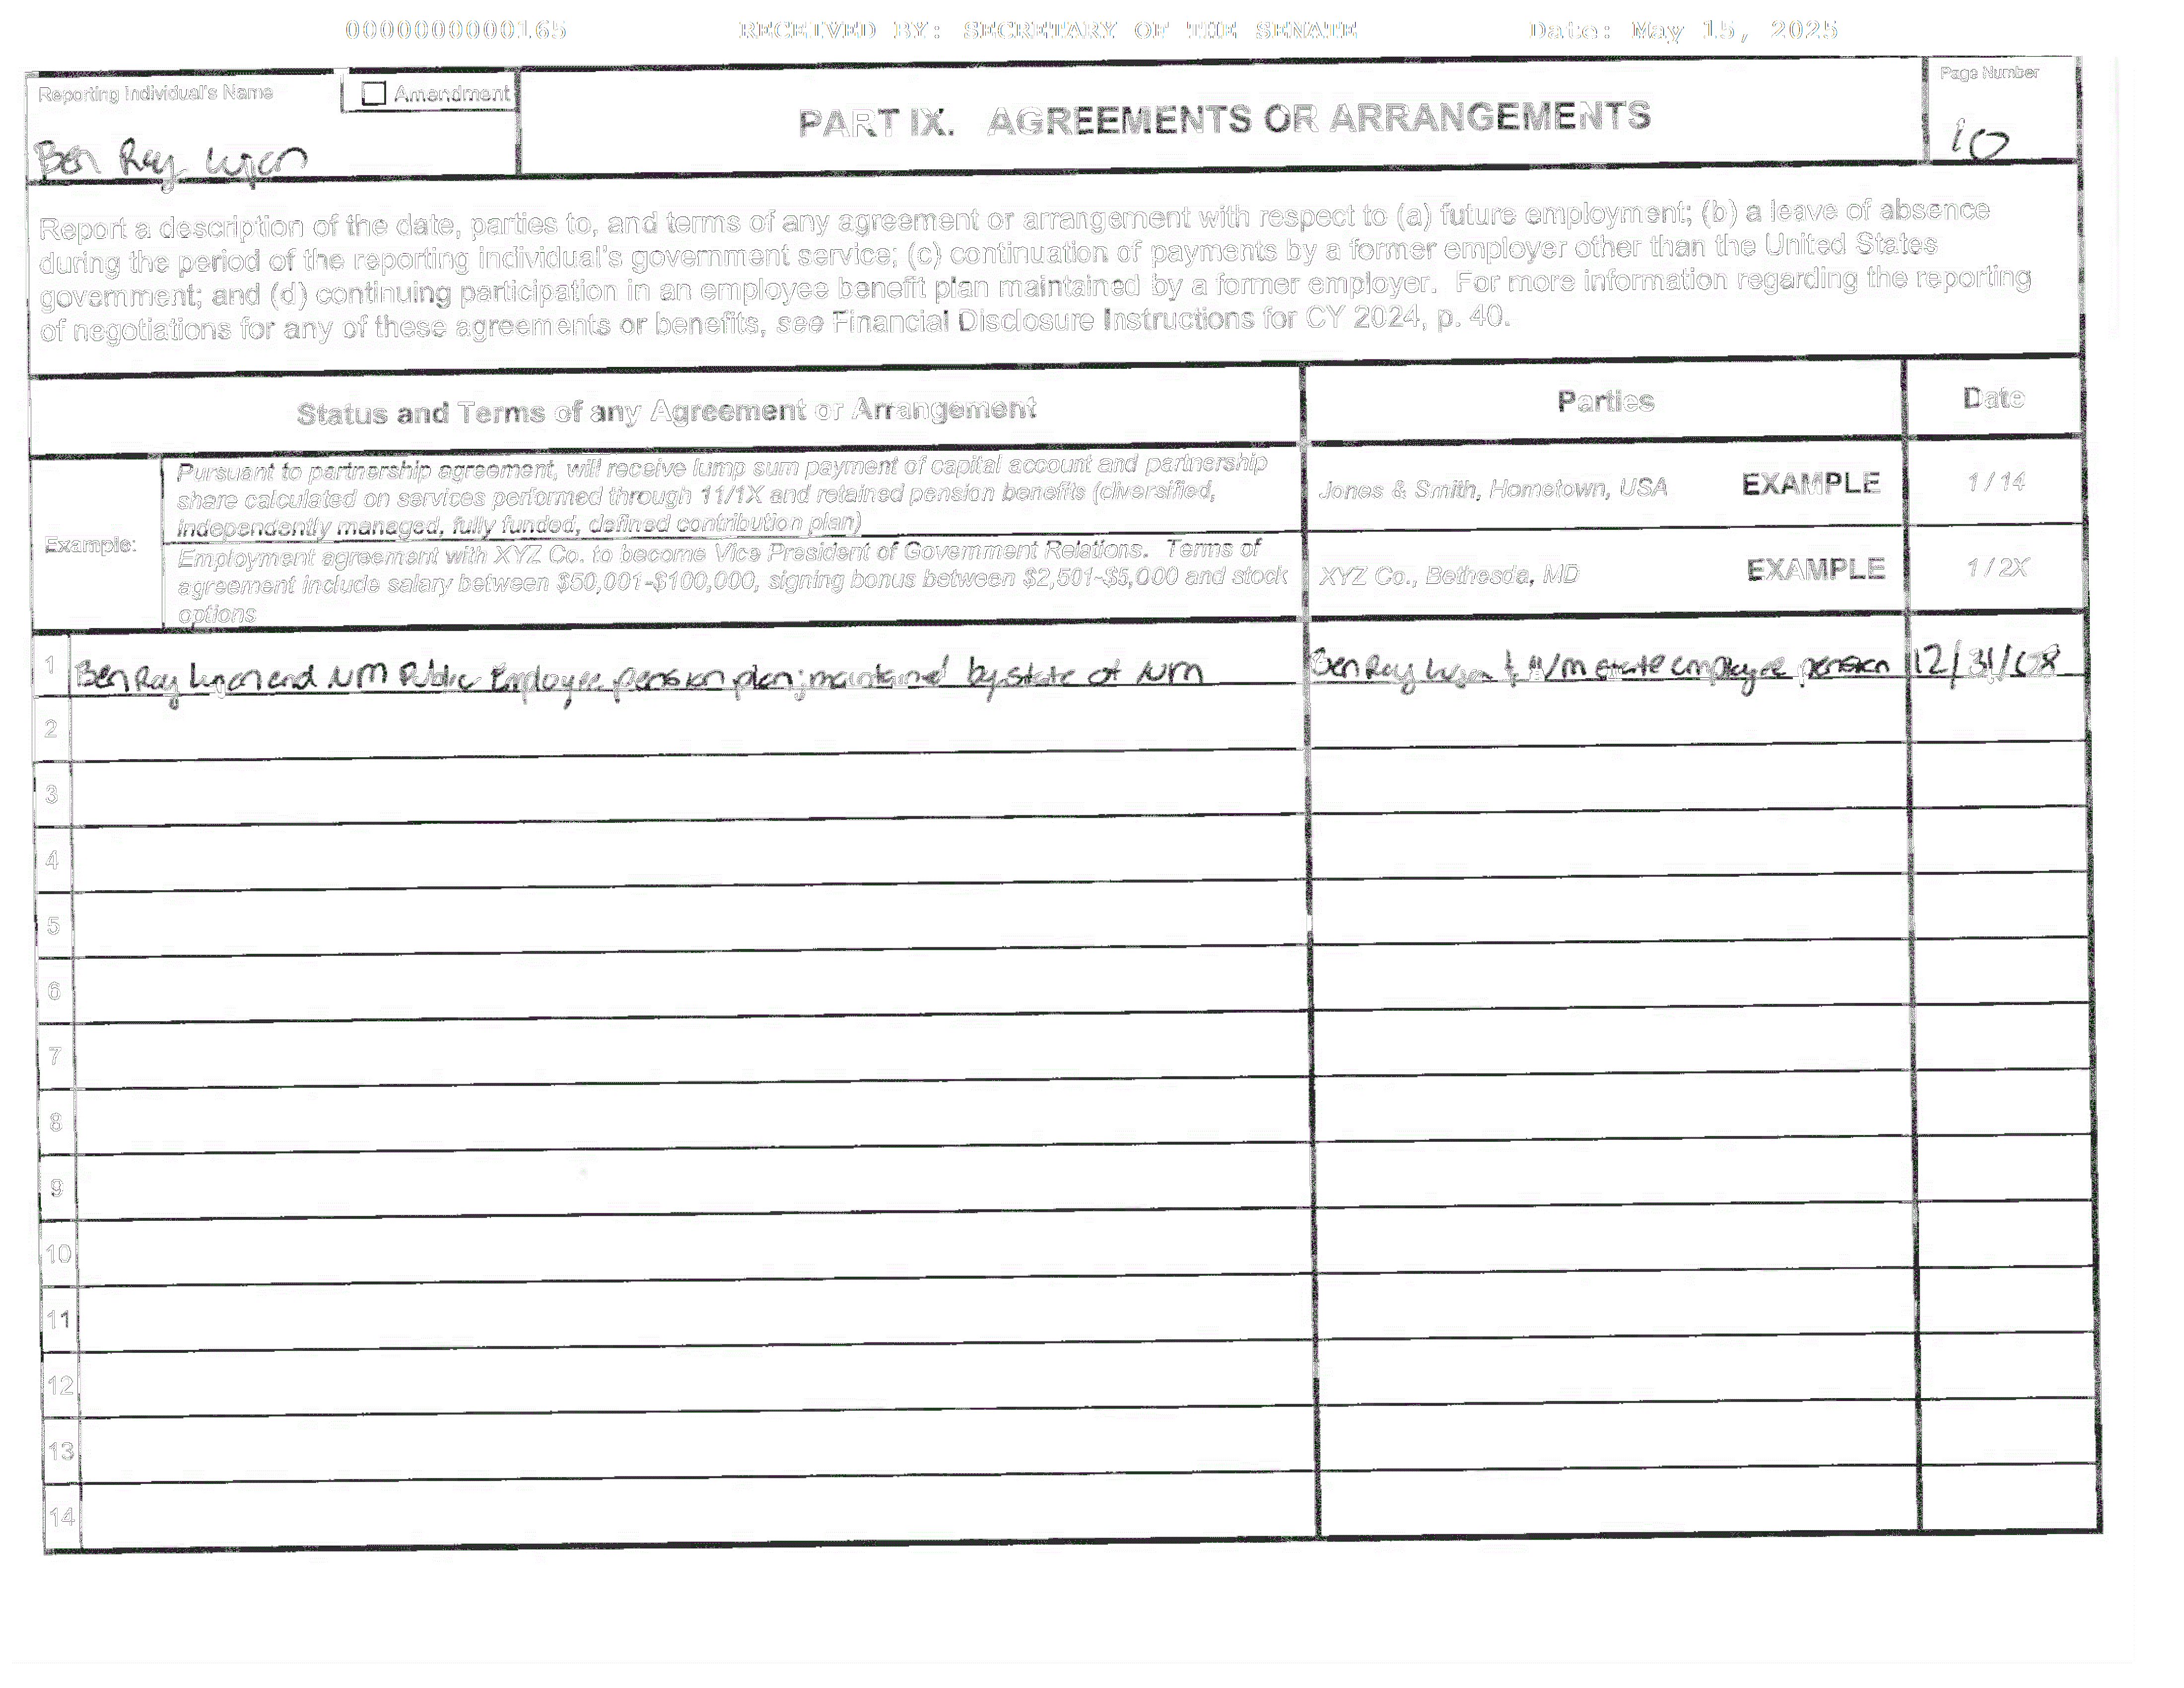 0000000000165 RECEIVED BY: SECRETARY OF THE SENATE Date: May 15, 2025
Reporting Individual's Name
Amendment
Ben Ray Lujan
PART IX. AGREEMENTS OR ARRANGEMENTS
Page Number
10
Report a description of the date, parties to, and terms of any agreement or arrangement with respect to (a) future employment; (b) a leave of absence
during the period of the reporting individual's government service; (c) continuation of payments by a former employer other than the United States
government; and (d) continuing participation in an employee benefit plan maintained by a former employer. For more information regarding the reporting
of negotiations for any of these agreements or benefits, see Financial Disclosure Instructions for CY 2024, p. 40.
Status and Terms of any Agreement or Arrangement Parties Date
Example:
Pursuant to partnership agreement, will receive lump sum payment of capital account and partnership
share calculated on services performed through 11/1X and retained pension benefits (diversified,
independently managed, fully funded, defined contribution plan)
Jones & Smith, Hometown, USA EXAMPLE 1 / 14
Employment agreement with XYZ Co. to become Vice President of Government Relations. Terms of
agreement include salary between $50,001-$100,000, signing bonus between $2,501-$5,000 and stock
options
XYZ Co., Bethesda, MD EXAMPLE 1 / 2X
1 Ben Ray Lujan and NM Public Employee pension plan; maintained by state of NM Ben Ray Lujan & NM state employee pension 12/31/08
2
3
4
5
6
7
8
9
10
11
12
13
14